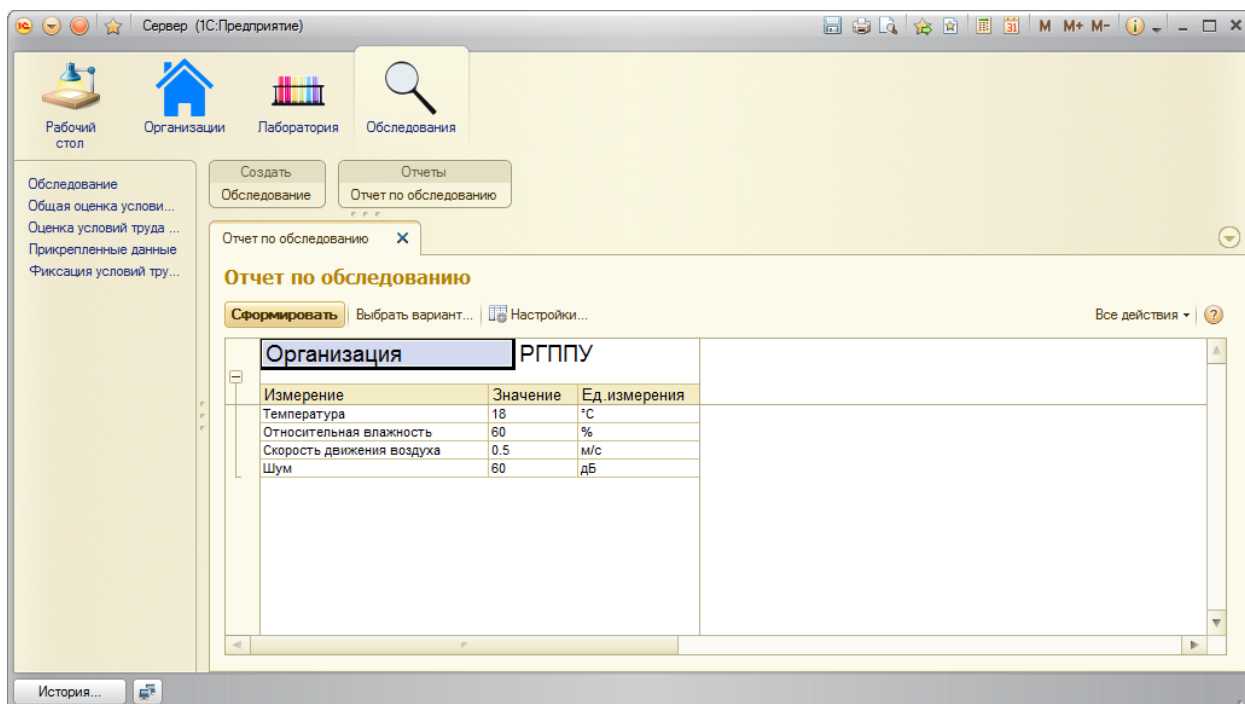 Сервер (1С:Предприятие)
31 M M+ M-
Рабочий стол
Организации
Лаборатория
Обследования
Обследование
Общая оценка услови...
Оценка условий труда ...
Прикрепленные данные
Фиксация условий тру...
Создать
Обследование
Отчеты
Отчет по обследованию
Отчет по обследованию
Отчет по обследованию
Сформировать Выбрать вариант... Настройки... Все действия ?
Организация РГППУ
Измерение Значение Ед.измерения
Температура 18 °С
Относительная влажность 60 %
Скорость движения воздуха 0.5 м/с
Шум 60 дБ
История...